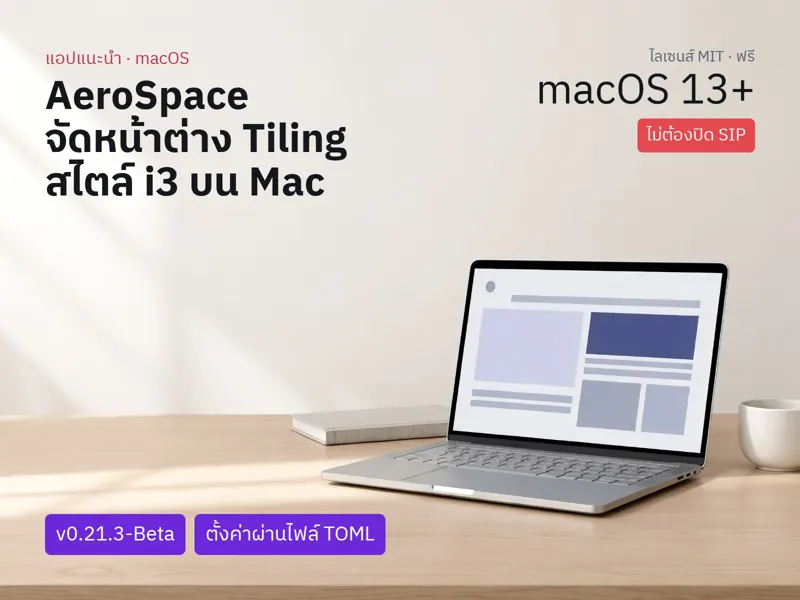 แอปแนะนำ · macOS
AeroSpace
จัดหน้าต่าง Tiling
สไตล์ i3 บน Mac
ไลเซนส์ MIT · ฟรี
macOS 13+
ไม่ต้องปิด SIP
v0.21.3-Beta
ตั้งค่าผ่านไฟล์ TOML